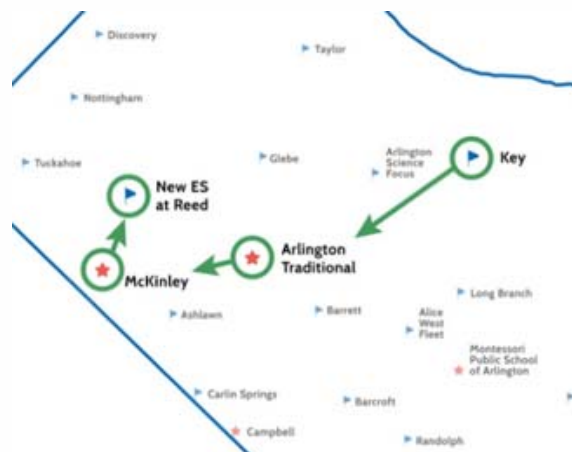 Discovery
Taylor
Nottingham
Tuckahoe
Glebe
Arlington
Science
Focus
Key
New ES
at Reed
Arlington
Traditional
McKinley
Ashlawn
Barrett
Long Branch
Alice
West
Fleet
Montessori
Public School
of Arlington
Carlin Springs
Barcroft
Campbell
Randolph